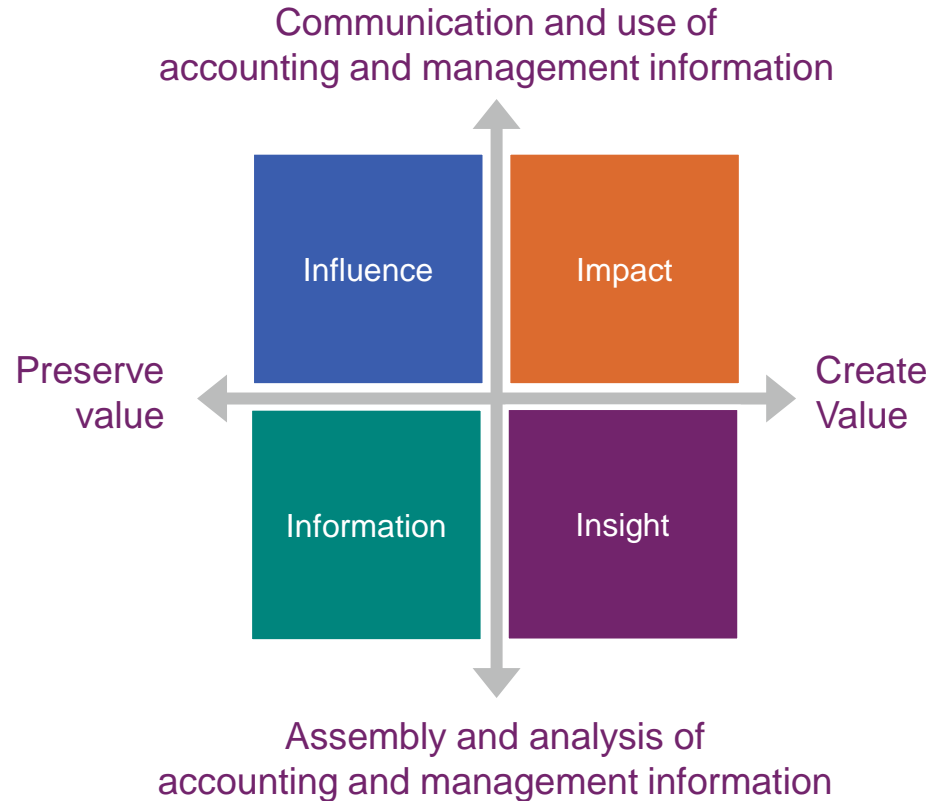 Communication and use of
accounting and management information
Influence
Impact
Preserve
value
Create
Value
Information
Insight
Assembly and analysis of
accounting and management information